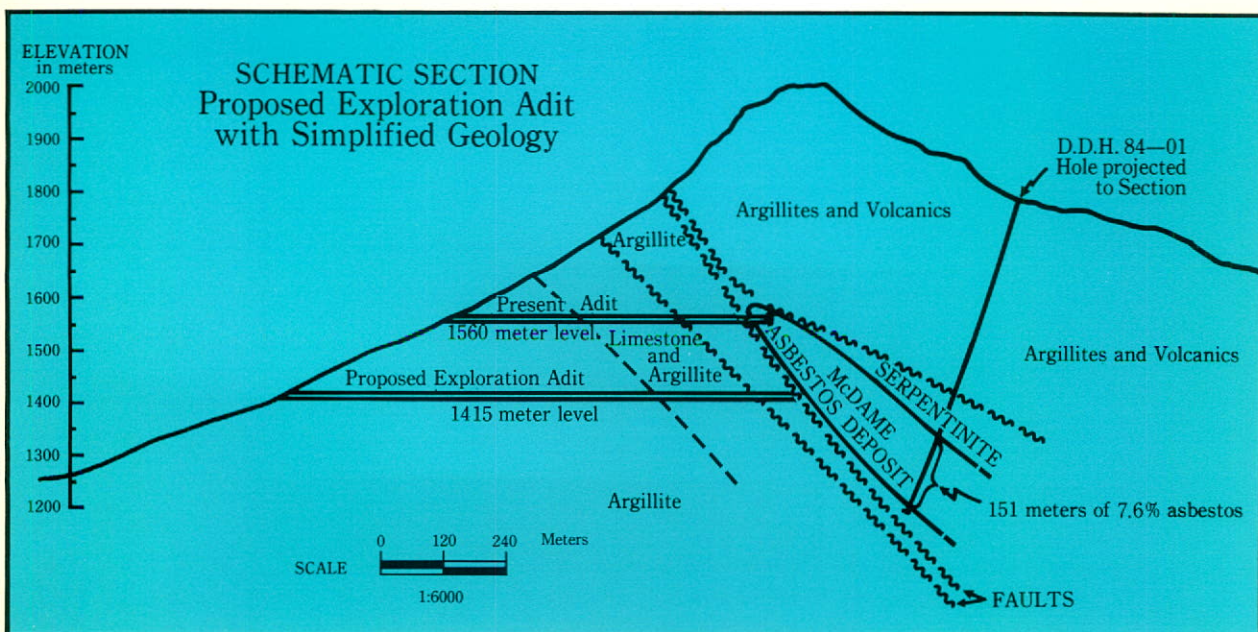 ELEVATION
in meters
2000
1900
1800
1700
1600
1500
1400
1300
1200
SCHEMATIC SECTION
Proposed Exploration Adit
with Simplified Geology
D.D.H. 84—01
Hole projected
to Section
Argillites and Volcanics
Argillite
Present Adit
1560 meter level
Limestone
and
Argillite
Proposed Exploration Adit
1415 meter level
ASBESTOS DEPOSIT
McDAME
SERPENTINITE
Argillites and Volcanics
Argillite
151 meters of 7.6% asbestos
0 120 240 Meters
SCALE
1:6000
FAULTS